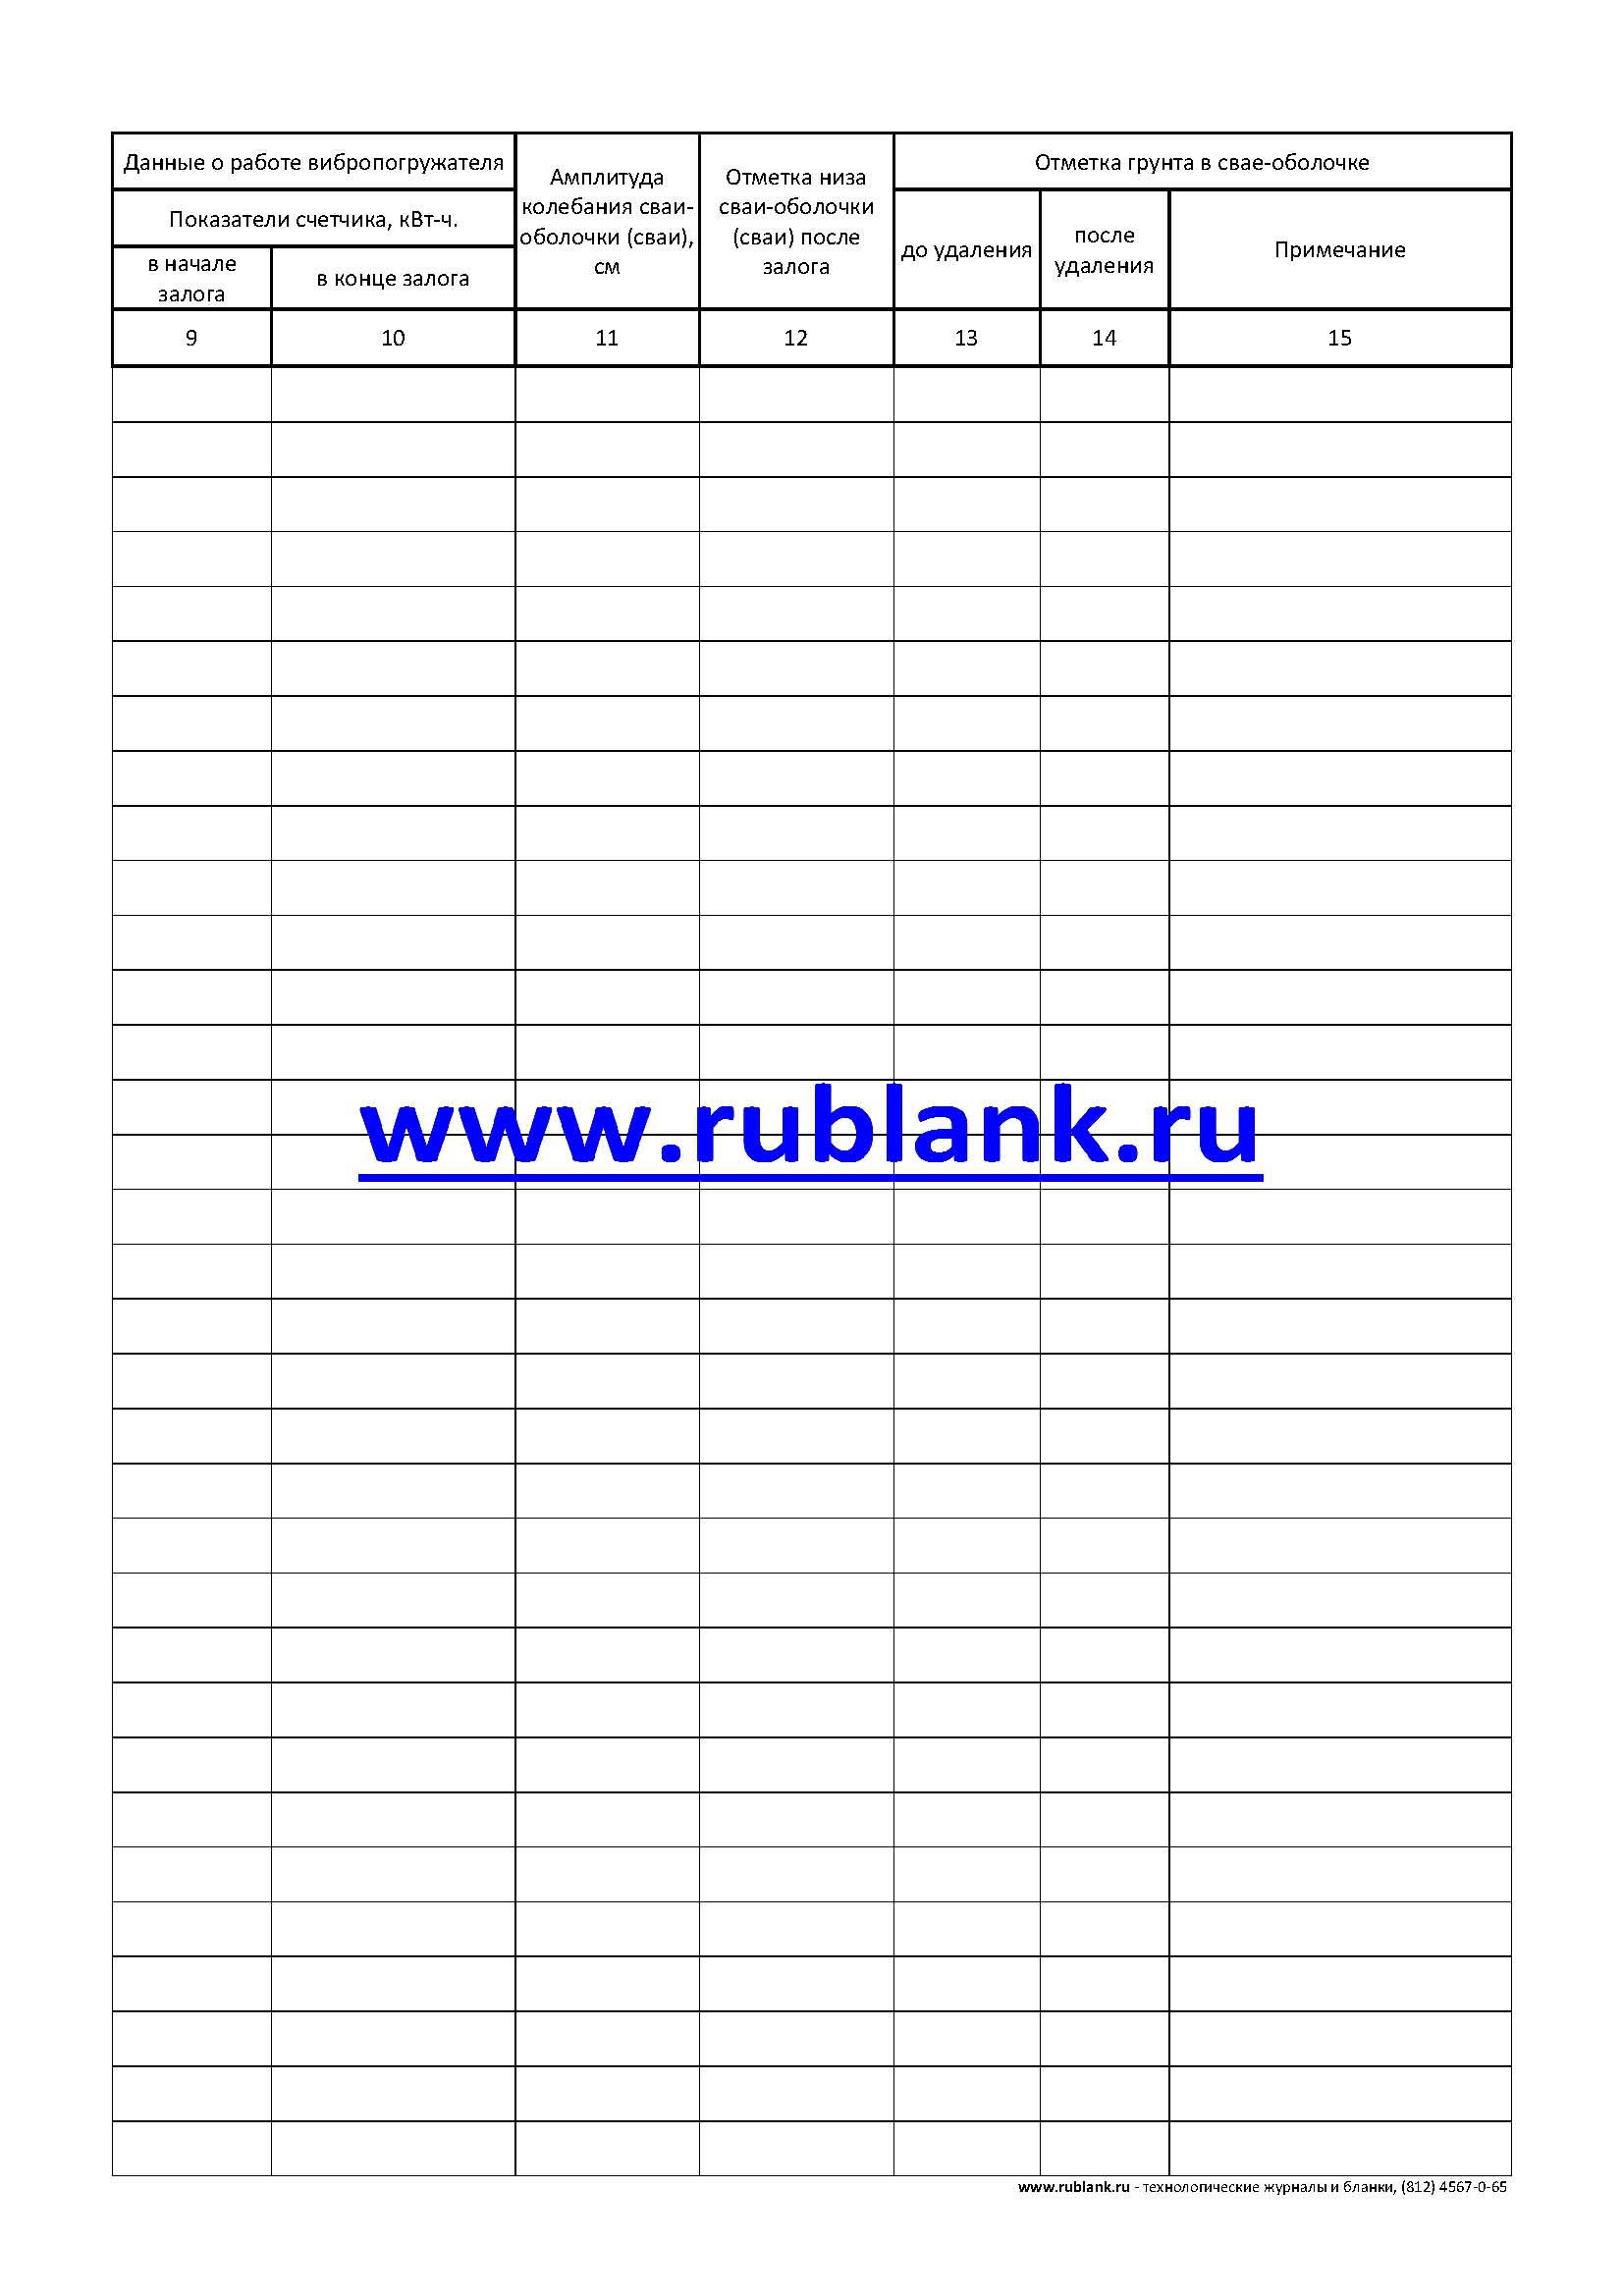 Данные о работе вибропогружателя
Показатели счетчика, кВт-ч.
в начале
залога
в конце залога
Амплитуда
колебания сваи-
оболочки (сваи),
см
Отметка низа
сваи-оболочки
(сваи) после
залога
Отметка грунта в свае-оболочке
до удаления
после
удаления
Примечание
9 10 11 12 13 14 15
www.rublank.ru
www.rublank.ru - технологические журналы и бланки, (812) 4567-0-65